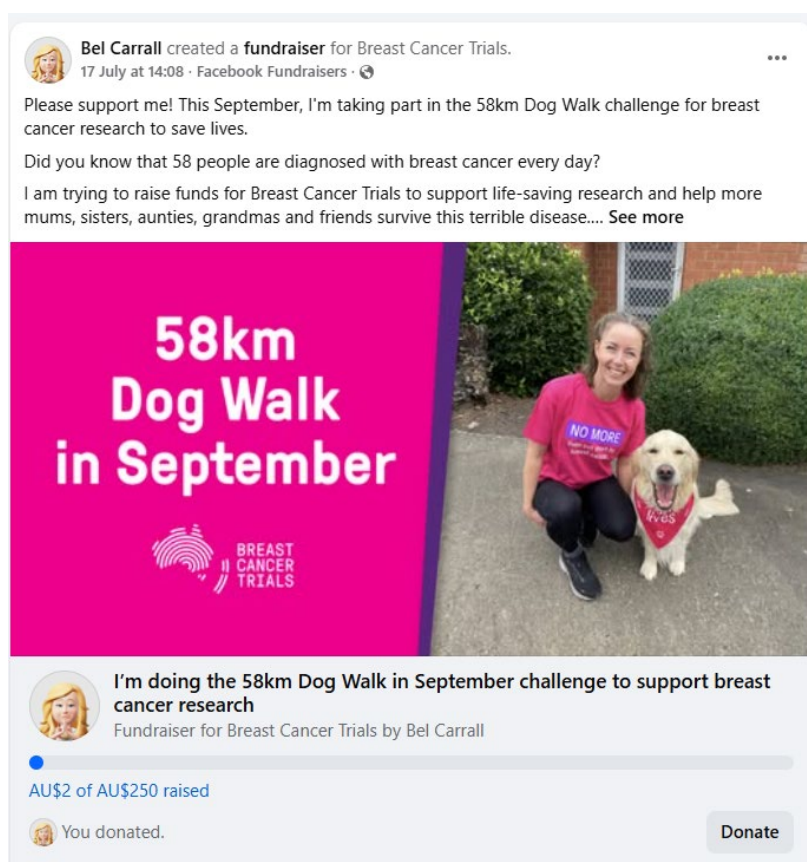 Bel Carrall created a fundraiser for Breast Cancer Trials.
17 July at 14:08 · Facebook Fundraisers ·
Please support me! This September, I'm taking part in the 58km Dog Walk challenge for breast
cancer research to save lives.
Did you know that 58 people are diagnosed with breast cancer every day?
I am trying to raise funds for Breast Cancer Trials to support life-saving research and help more
mums, sisters, aunties, grandmas and friends survive this terrible disease.... See more
58km
Dog Walk
in September
BREAST
CANCER
TRIALS
NO MORE
lives
I'm doing the 58km Dog Walk in September challenge to support breast
cancer research
Fundraiser for Breast Cancer Trials by Bel Carrall
AU$2 of AU$250 raised
You donated.
Donate